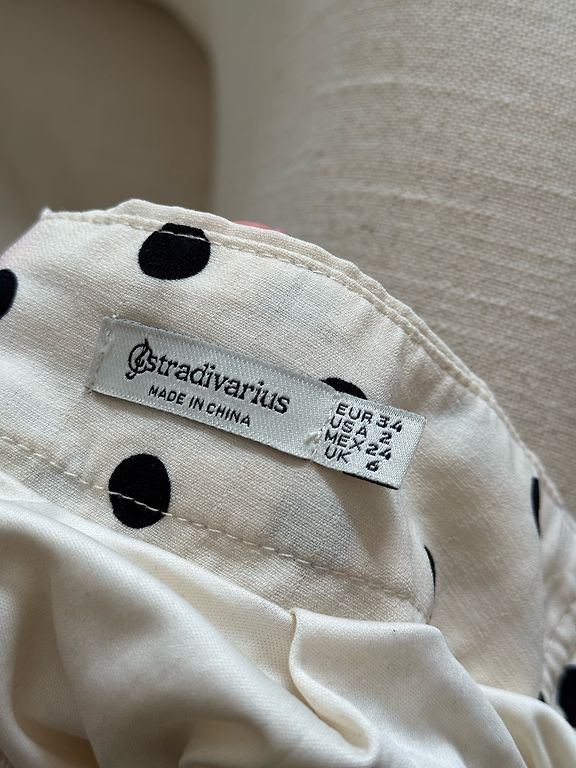 stradivarius
MADE IN CHINA
EUR 34
USA 2
MEX 24
UK 6